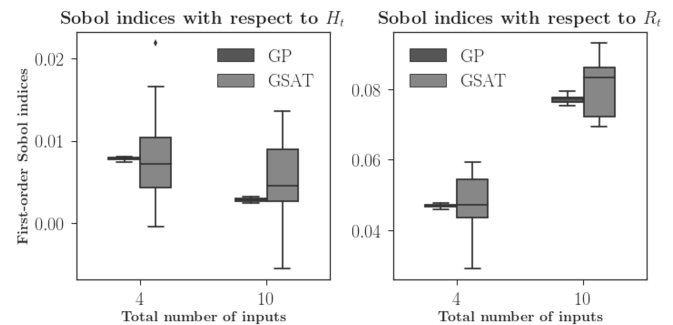 Sobol indices with respect to H_t
First-order Sobol indices
0.02
0.01
0.00
GP
GSAT
4
10
Total number of inputs
Sobol indices with respect to R_t
0.08
0.06
0.04
GP
GSAT
4
10
Total number of inputs